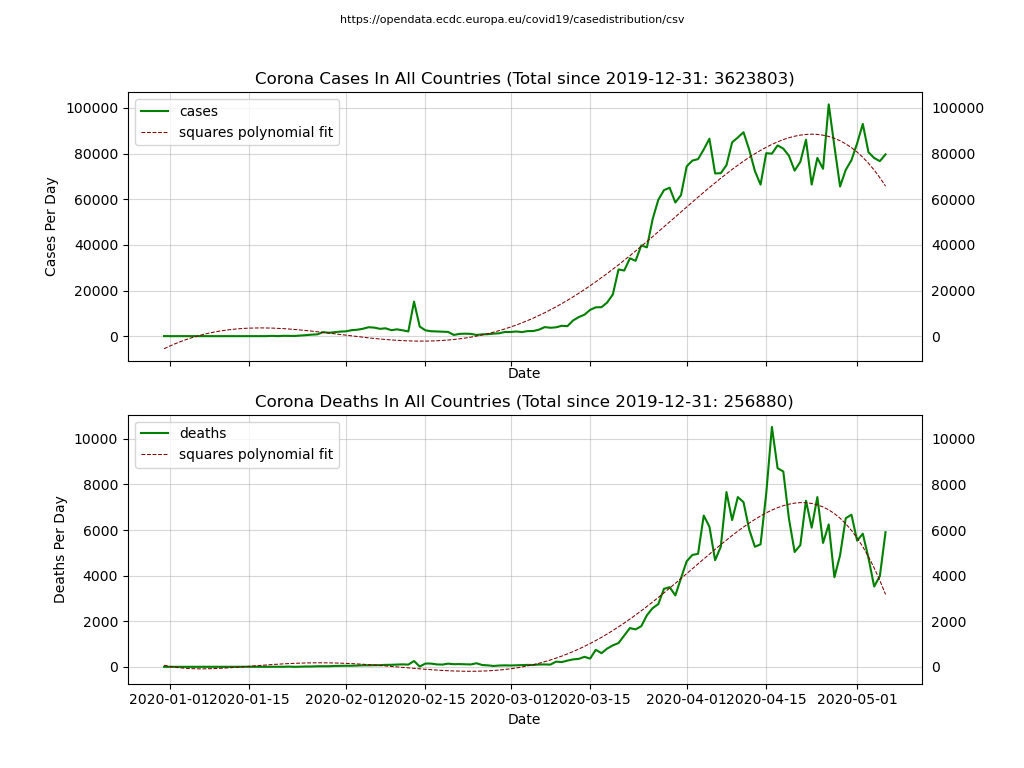 https://opendata.ecdc.europa.eu/covid19/casedistribution/csv
Corona Cases In All Countries (Total since 2019-12-31: 3623803)
cases
squares polynomial fit
Cases Per Day
100000
80000
60000
40000
20000
0
100000
80000
60000
40000
20000
0
Date
Corona Deaths In All Countries (Total since 2019-12-31: 256880)
deaths
squares polynomial fit
Deaths Per Day
10000
8000
6000
4000
2000
0
10000
8000
6000
4000
2000
0
2020-01-01 2020-01-15 2020-02-01 2020-02-15 2020-03-01 2020-03-15 2020-04-01 2020-04-15 2020-05-01
Date